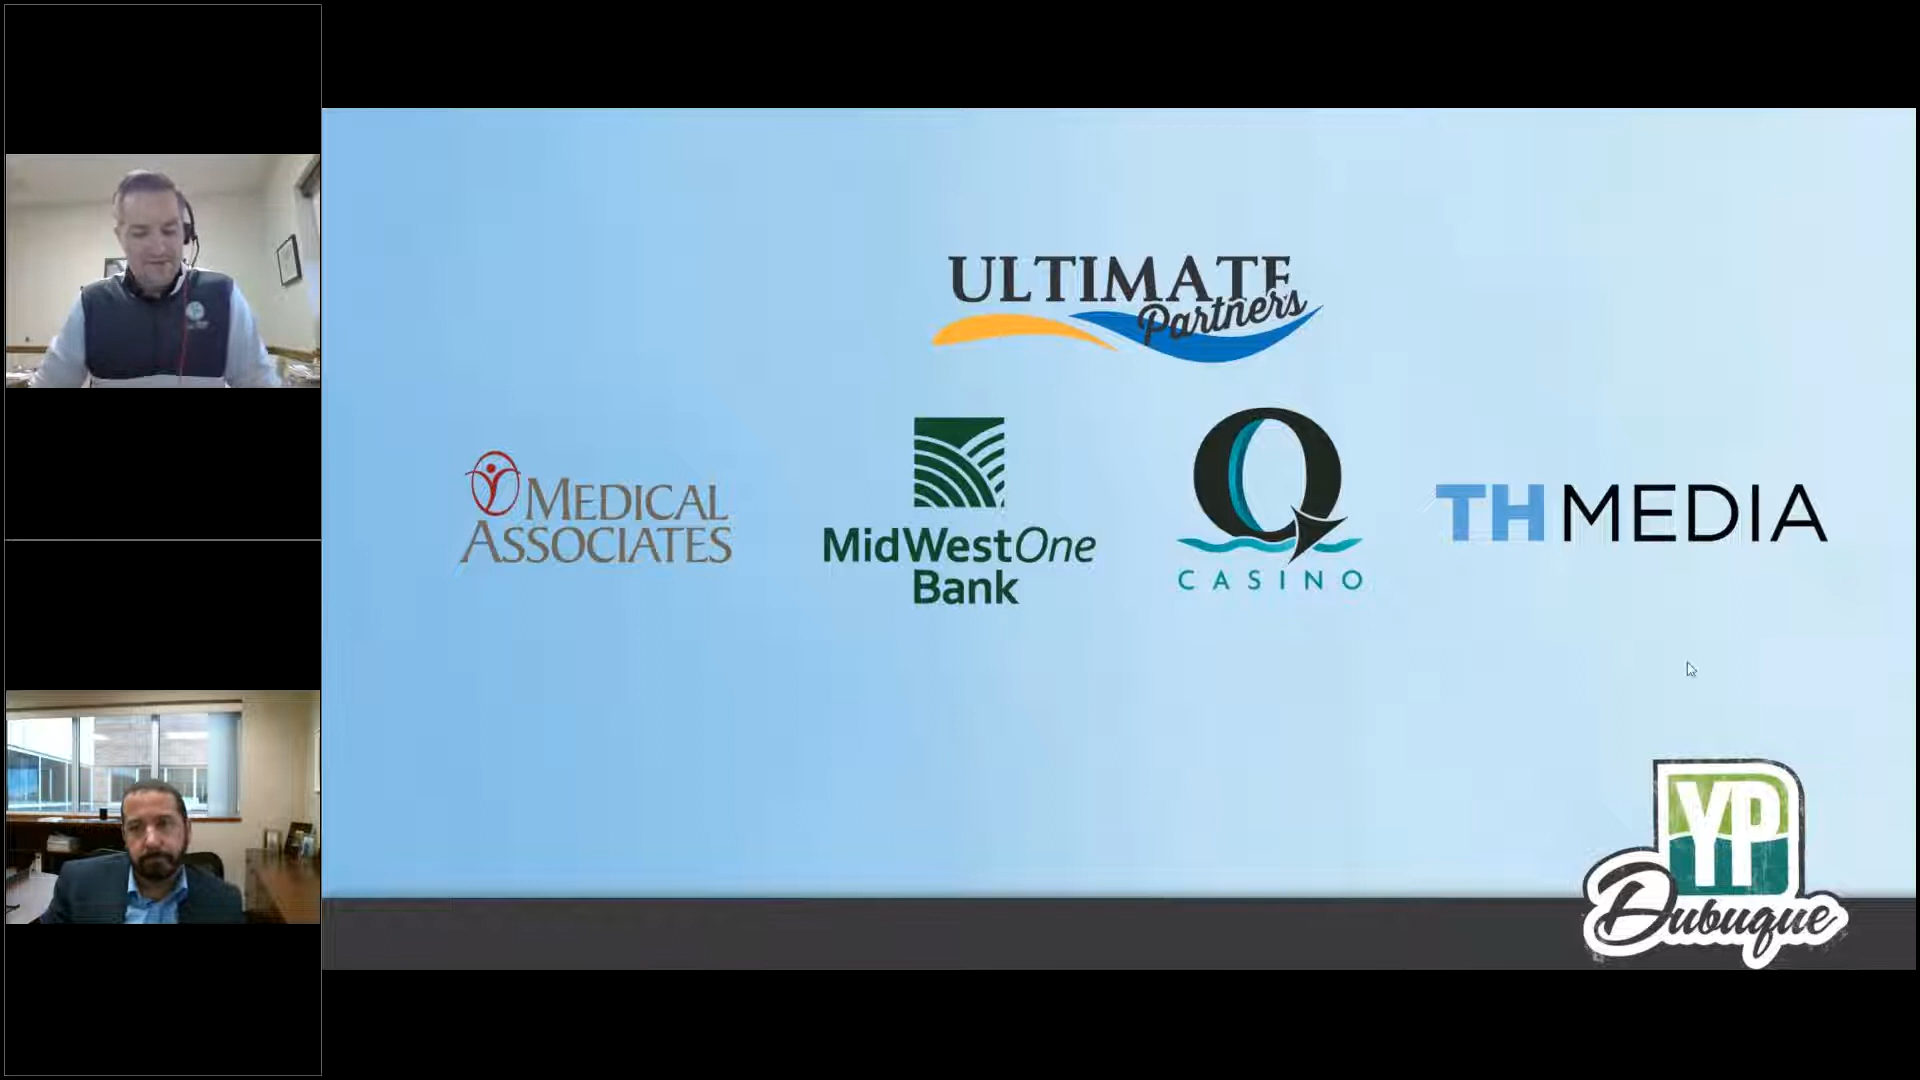 ULTIMATE
Partners
MEDICAL
ASSOCIATES
MidWestOne
Bank
Q
CASINO
TH MEDIA
YP
Dubuque